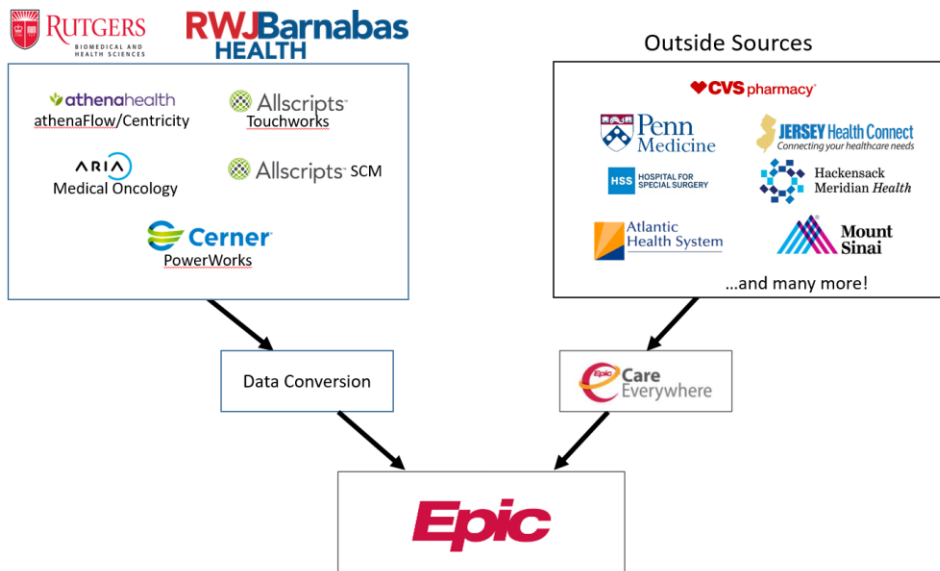 RUTGERS
BIOMEDICAL AND
HEALTH SCIENCES
RWJBarnabas
HEALTH
athenahealth
athenaFlow/Centricity
Allscripts™
Touchworks
ARIA
Medical Oncology
Allscripts™ SCM
Cerner®
PowerWorks
Outside Sources
CVS pharmacy®
Penn
Medicine
JERSEY Health Connect
Connecting your healthcare needs
HSS
HOSPITAL FOR
SPECIAL SURGERY
Hackensack
Meridian Health
Atlantic
Health System
Mount
Sinai
...and many more!
Data Conversion
Epic
Care
Everywhere
Epic